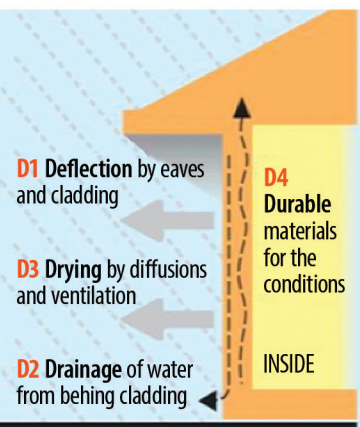 D1 Deflection by eaves
and cladding
D3 Drying by diffusions
and ventilation
D2 Drainage of water
from behing cladding
D4
Durable
materials
for the
conditions
INSIDE